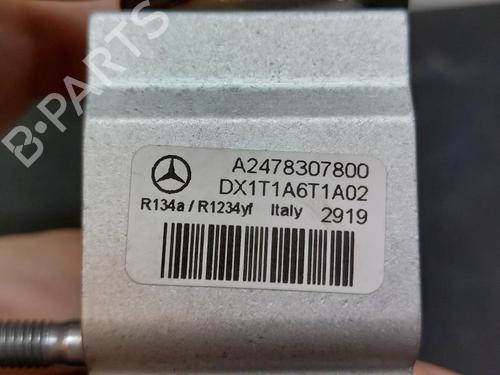 B-PARTS
A2478307800
DX1T1A6T1A02
R134a / R1234yf Italy 2919